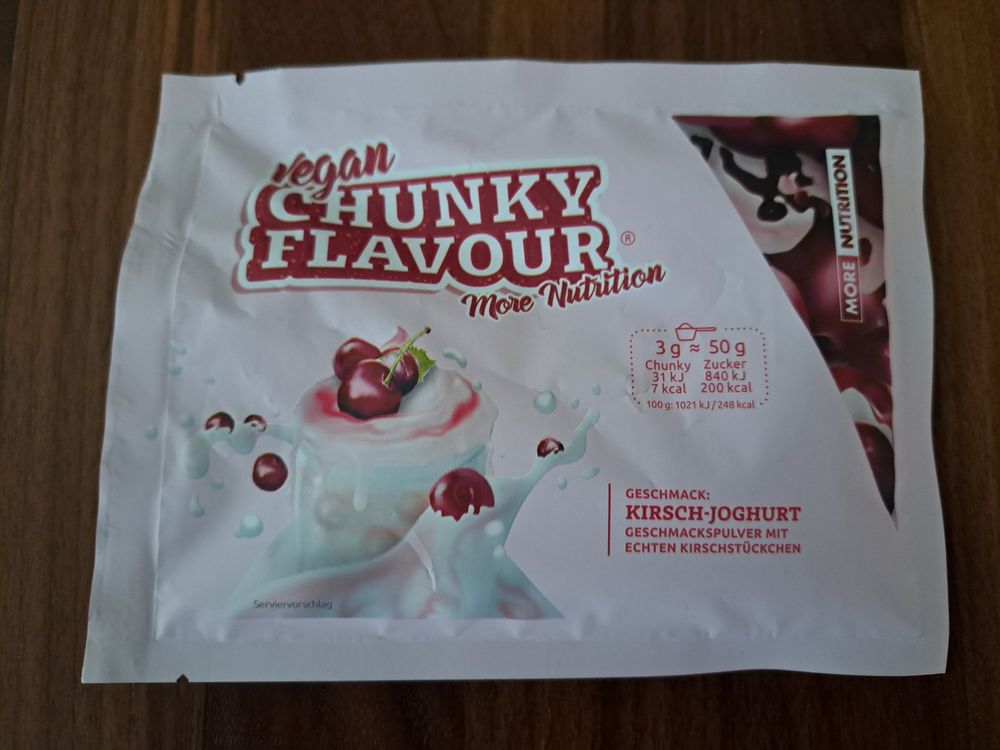 vegan
CHUNKY
FLAVOUR®
More Nutrition
MORE NUTRITION
3 g ≈ 50 g
Chunky Zucker
31 kJ 840 kJ
7 kcal 200 kcal
100 g: 1021 kJ / 248 kcal
GESCHMACK:
KIRSCH-JOGHURT
GESCHMACKSPULVER MIT
ECHTEN KIRSCHSTÜCKCHEN
Serviervorschlag